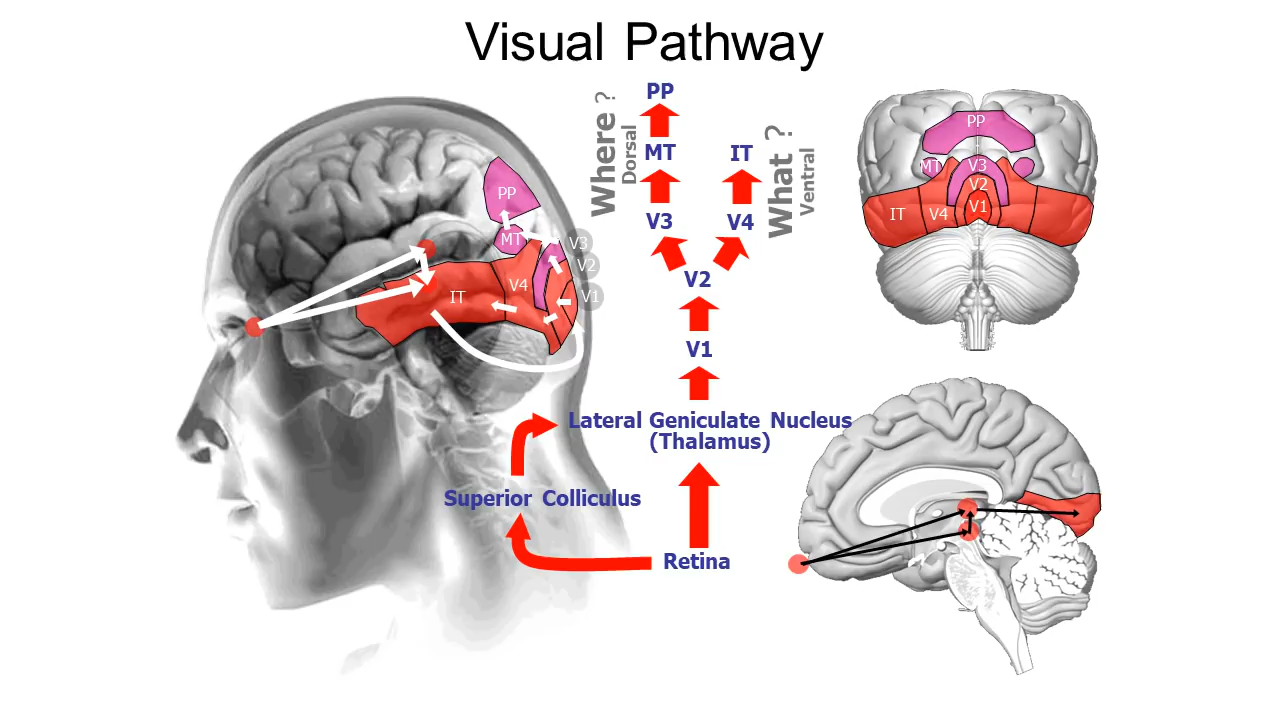 Visual Pathway
PP
MT
V3
V2
V1
V4
IT
Where ?
Dorsal
PP
MT
V3
IT
V4
What ?
Ventral
V2
V1
Lateral Geniculate Nucleus
(Thalamus)
Superior Colliculus
Retina
PP
MT
V3
V2
V1
V4
IT